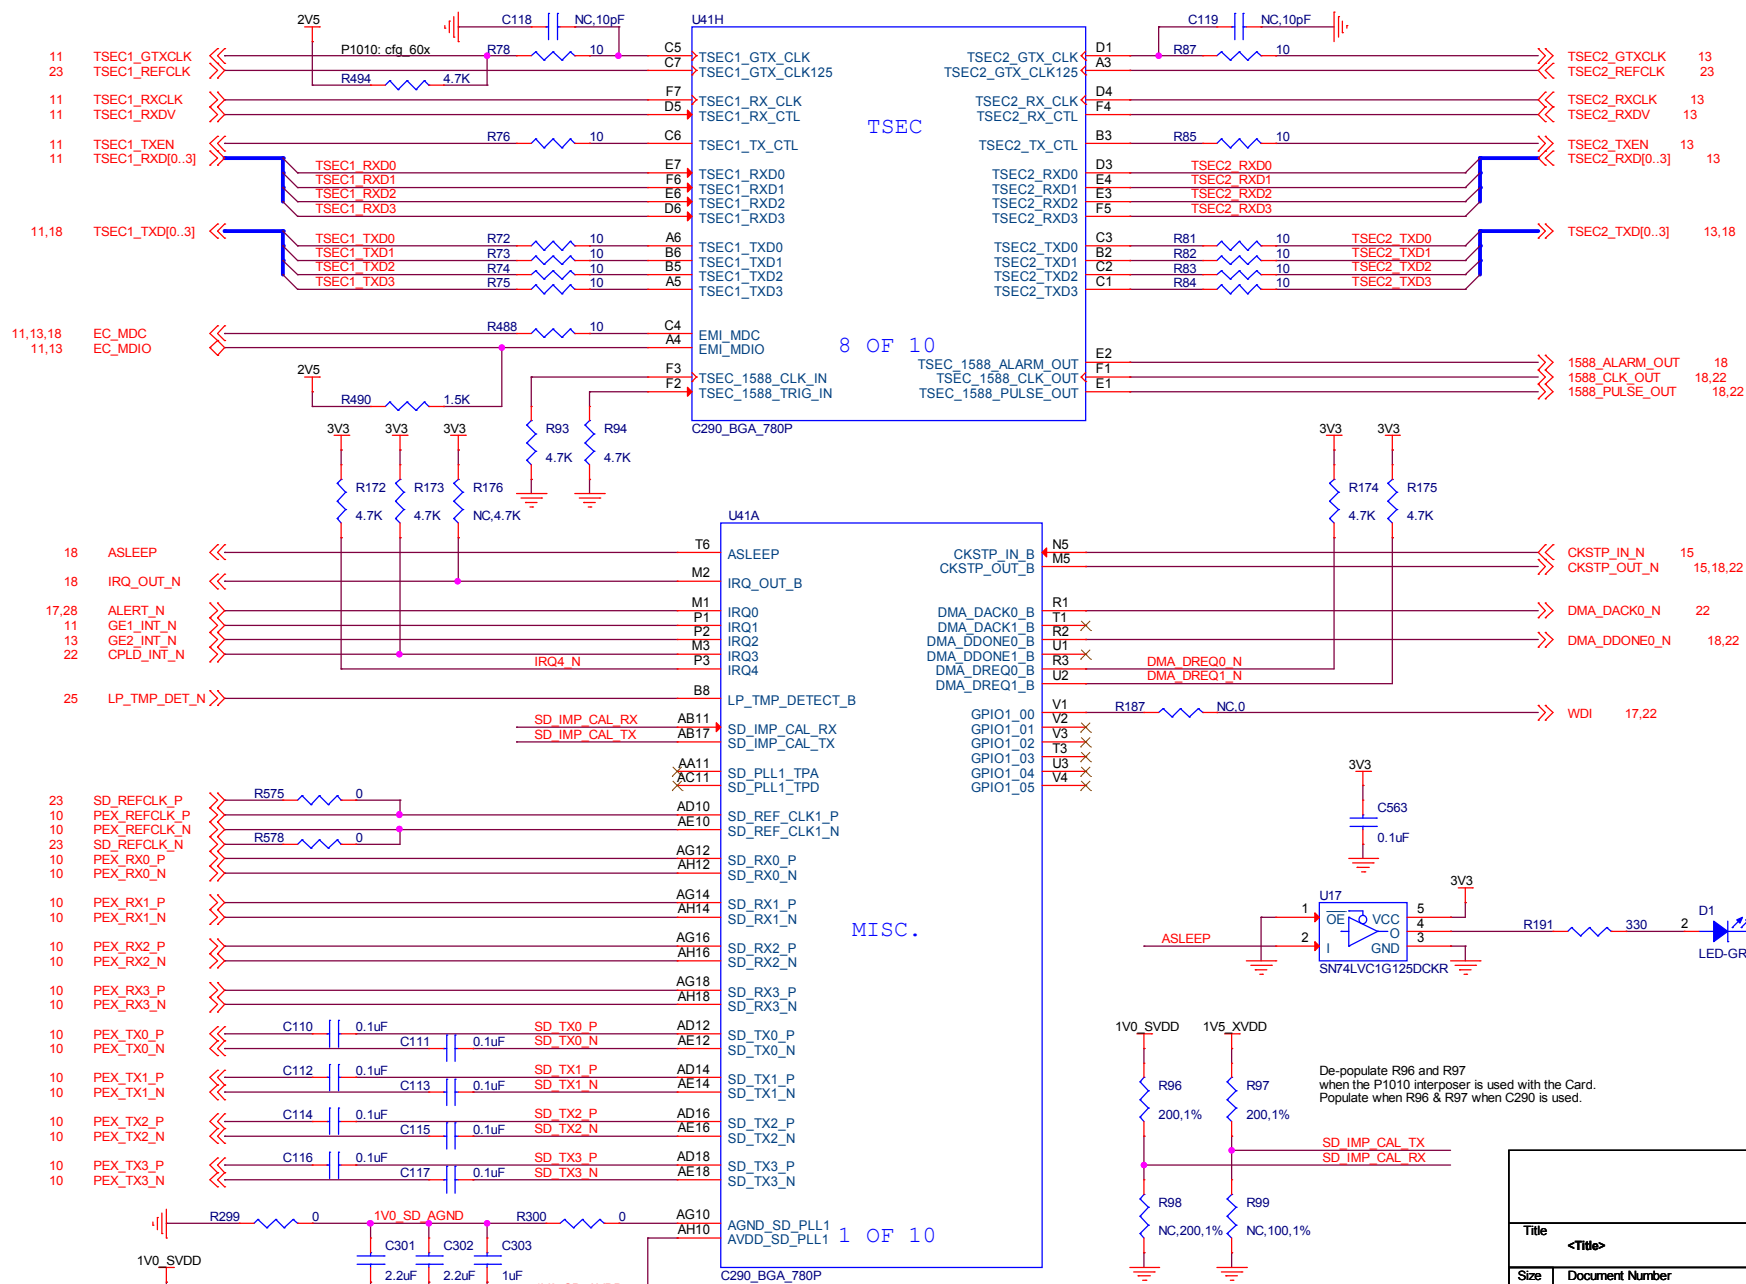 2V5 C118 NC,10pF U41H C119 NC,10pF
11 TSEC1_GTXCLK P1010: cfg_60x R78 10 C5 TSEC1_GTX_CLK TSEC2_GTX_CLK D1 R87 10 TSEC2_GTXCLK 13
23 TSEC1_REFCLK C7 TSEC1_GTX_CLK125 TSEC2_GTX_CLK125 A3 TSEC2_REFCLK 23
R494 4.7K
11 TSEC1_RXCLK F7 TSEC1_RX_CLK TSEC2_RX_CLK D4 TSEC2_RXCLK 13
11 TSEC1_RXDV D5 TSEC1_RX_CTL TSEC2_RX_CTL F4 TSEC2_RXDV 13
TSEC
11 TSEC1_TXEN R76 10 C6 TSEC1_TX_CTL TSEC2_TX_CTL B3 R85 10 TSEC2_TXEN 13
11 TSEC1_RXD[0..3] TSEC2_RXD[0..3] 13
TSEC1_RXD0 E7 TSEC1_RXD0 TSEC2_RXD0 D3 TSEC2_RXD0
TSEC1_RXD1 F6 TSEC1_RXD1 TSEC2_RXD1 E4 TSEC2_RXD1
TSEC1_RXD2 E6 TSEC1_RXD2 TSEC2_RXD2 E3 TSEC2_RXD2
TSEC1_RXD3 D6 TSEC1_RXD3 TSEC2_RXD3 F5 TSEC2_RXD3
11,18 TSEC1_TXD[0..3] TSEC2_TXD[0..3] 13,18
TSEC1_TXD0 R72 10 A6 TSEC1_TXD0 TSEC2_TXD0 C3 R81 10 TSEC2_TXD0
TSEC1_TXD1 R73 10 B6 TSEC1_TXD1 TSEC2_TXD1 B2 R82 10 TSEC2_TXD1
TSEC1_TXD2 R74 10 B5 TSEC1_TXD2 TSEC2_TXD2 C2 R83 10 TSEC2_TXD2
TSEC1_TXD3 R75 10 A5 TSEC1_TXD3 TSEC2_TXD3 C1 R84 10 TSEC2_TXD3
11,13,18 EC_MDC R488 10 C4 EMI_MDC
11,13 EC_MDIO A4 EMI_MDIO 8 OF 10
TSEC_1588_ALARM_OUT E2 1588_ALARM_OUT 18
2V5 F3 TSEC_1588_CLK_IN TSEC_1588_CLK_OUT F1 1588_CLK_OUT 18,22
F2 TSEC_1588_TRIG_IN TSEC_1588_PULSE_OUT E1 1588_PULSE_OUT 18,22
R490 1.5K
3V3 3V3 3V3 R93 R94 C290_BGA_780P 3V3 3V3
4.7K 4.7K
R172 R173 R176 R174 R175
4.7K 4.7K NC,4.7K U41A 4.7K 4.7K
18 ASLEEP T6 ASLEEP CKSTP_IN_B N5 CKSTP_IN_N 15
CKSTP_OUT_B M5 CKSTP_OUT_N 15,18,22
18 IRQ_OUT_N M2 IRQ_OUT_B
17,28 ALERT_N M1 IRQ0 DMA_DACK0_B R1 DMA_DACK0_N 22
11 GE1_INT_N P1 IRQ1 DMA_DACK1_B T1
13 GE2_INT_N P2 IRQ2 DMA_DDONE0_B R2 DMA_DDONE0_N 18,22
22 CPLD_INT_N M3 IRQ3 DMA_DDONE1_B U1
IRQ4_N P3 IRQ4 DMA_DREQ0_B R3 DMA_DREQ0_N
DMA_DREQ1_B U2 DMA_DREQ1_N
25 LP_TMP_DET_N B8 LP_TMP_DETECT_B
GPIO1_00 V1 R187 NC,0 WDI 17,22
SD_IMP_CAL_RX AB11 SD_IMP_CAL_RX GPIO1_01 V2
SD_IMP_CAL_TX AB17 SD_IMP_CAL_TX GPIO1_02 V3
GPIO1_03 T3
AA11 SD_PLL1_TPA GPIO1_04 U3 3V3
AC11 SD_PLL1_TPD GPIO1_05 V4
23 SD_REFCLK_P R575 0
10 PEX_REFCLK_P AD10 SD_REF_CLK1_P C563
10 PEX_REFCLK_N AE10 SD_REF_CLK1_N 0.1uF
23 SD_REFCLK_N R578 0
10 PEX_RX0_P AG12 SD_RX0_P
10 PEX_RX0_N AH12 SD_RX0_N
3V3
10 PEX_RX1_P AG14 SD_RX1_P U17
10 PEX_RX1_N AH14 SD_RX1_N 1 OE VCC 5 D1
MISC. O 4 R191 330 2
10 PEX_RX2_P AG16 SD_RX2_P ASLEEP 2 I GND 3
10 PEX_RX2_N AH16 SD_RX2_N LED-GR
SN74LVC1G125DCKR
10 PEX_RX3_P AG18 SD_RX3_P
10 PEX_RX3_N AH18 SD_RX3_N
10 PEX_TX0_P C110 0.1uF SD_TX0_P AD12 SD_TX0_P 1V0_SVDD 1V5_XVDD
10 PEX_TX0_N C111 0.1uF SD_TX0_N AE12 SD_TX0_N
10 PEX_TX1_P C112 0.1uF SD_TX1_P AD14 SD_TX1_P R96 R97
10 PEX_TX1_N C113 0.1uF SD_TX1_N AE14 SD_TX1_N 200,1% 200,1%
De-populate R96 and R97
when the P1010 interposer is used with the Card.
Populate when R96 & R97 when C290 is used.
10 PEX_TX2_P C114 0.1uF SD_TX2_P AD16 SD_TX2_P
10 PEX_TX2_N C115 0.1uF SD_TX2_N AE16 SD_TX2_N SD_IMP_CAL_TX
10 PEX_TX3_P C116 0.1uF SD_TX3_P AD18 SD_TX3_P SD_IMP_CAL_RX
10 PEX_TX3_N C117 0.1uF SD_TX3_N AE18 SD_TX3_N
R98 R99
R299 0 1V0_SD_AGND R300 0 AG10 AGND_SD_PLL1 NC,200,1% NC,100,1%
AH10 AVDD_SD_PLL1 1 OF 10
C301 C302 C303
1V0_SVDD 2.2uF 2.2uF 1uF C290_BGA_780P
Title
<Title>
Size Document Number